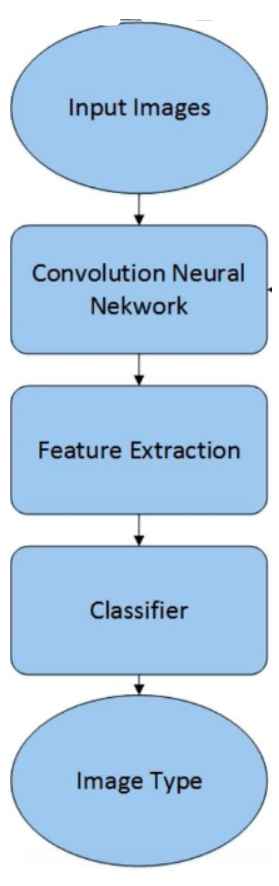 Input Images
Convolution Neural
Nekwork
Feature Extraction
Classifier
Image Type